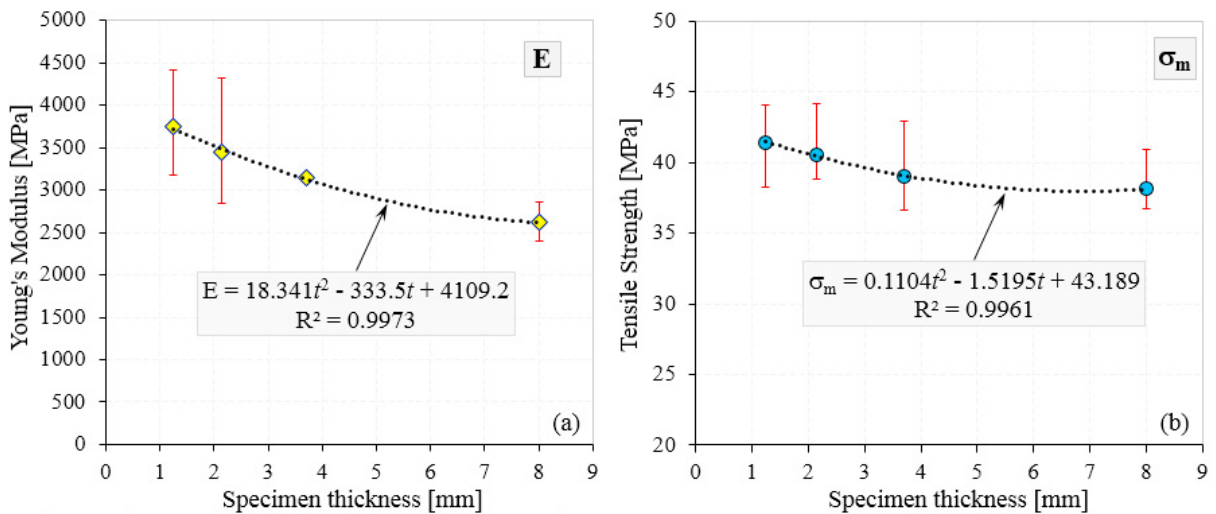 5000
4500
4000
3500
3000
2500
2000
1500
1000
500
0
Young's Modulus [MPa]
E
E = 18.341t² - 333.5t + 4109.2
R² = 0.9973
(a)
0 1 2 3 4 5 6 7 8 9
Specimen thickness [mm]
50
45
40
35
30
25
20
Tensile Strength [MPa]
σₘ
σₘ = 0.1104t² - 1.5195t + 43.189
R² = 0.9961
(b)
0 1 2 3 4 5 6 7 8 9
Specimen thickness [mm]